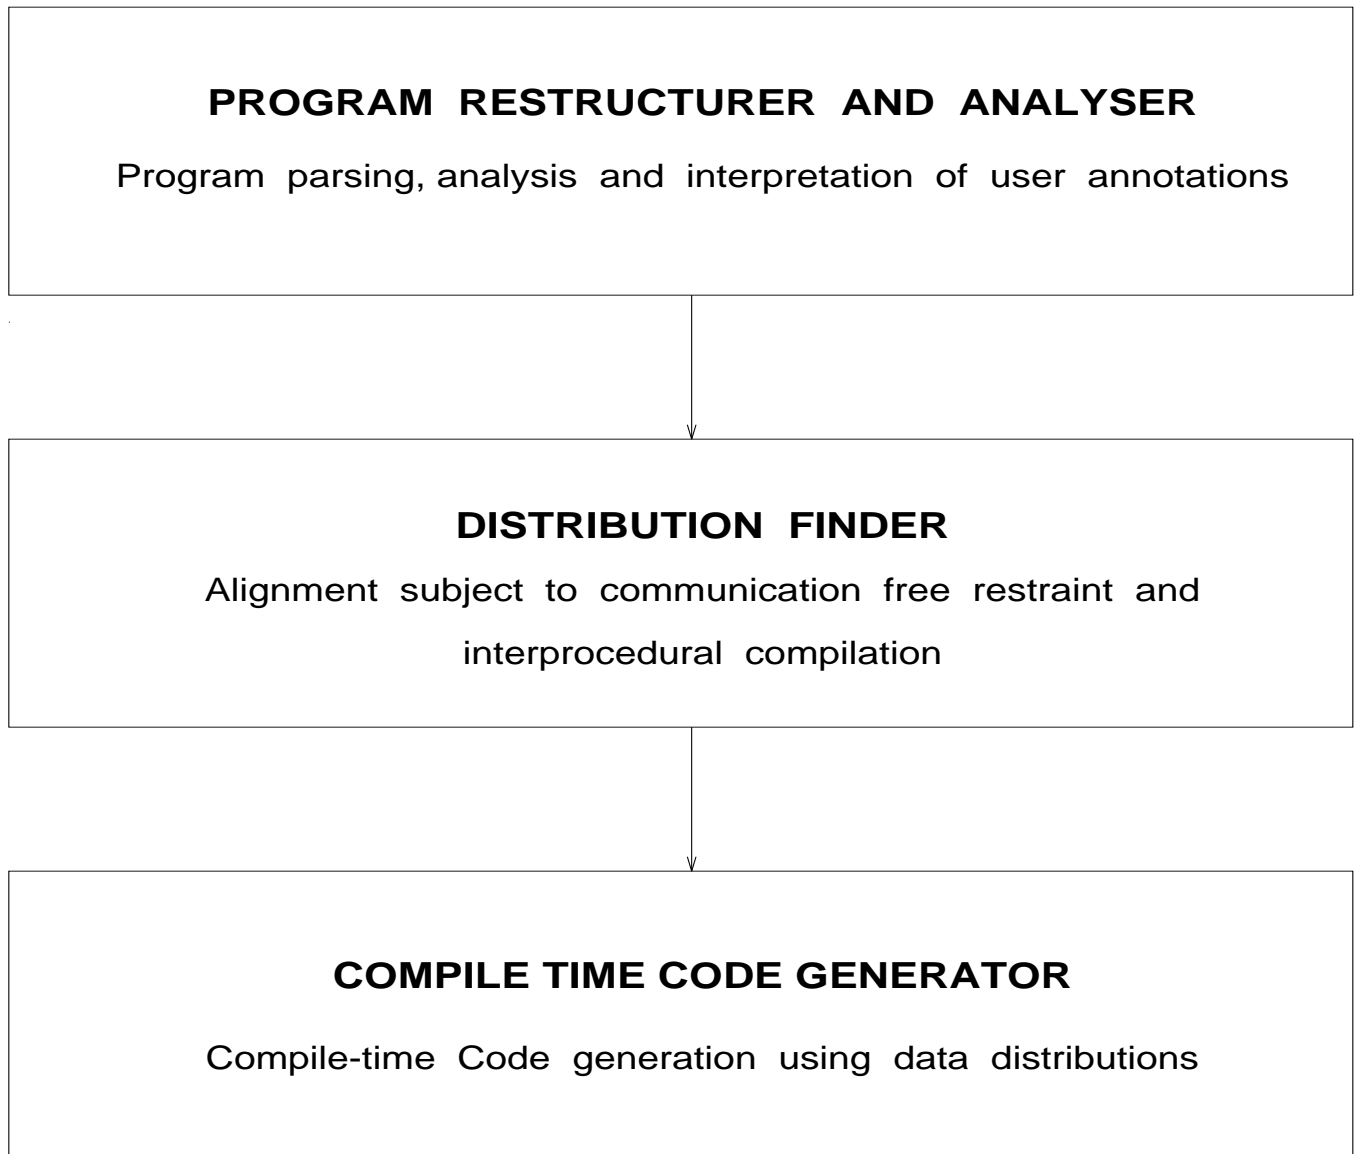 PROGRAM RESTRUCTURER AND ANALYSER
Program parsing, analysis and interpretation of user annotations
DISTRIBUTION FINDER
Alignment subject to communication free restraint and
interprocedural compilation
COMPILE TIME CODE GENERATOR
Compile-time Code generation using data distributions